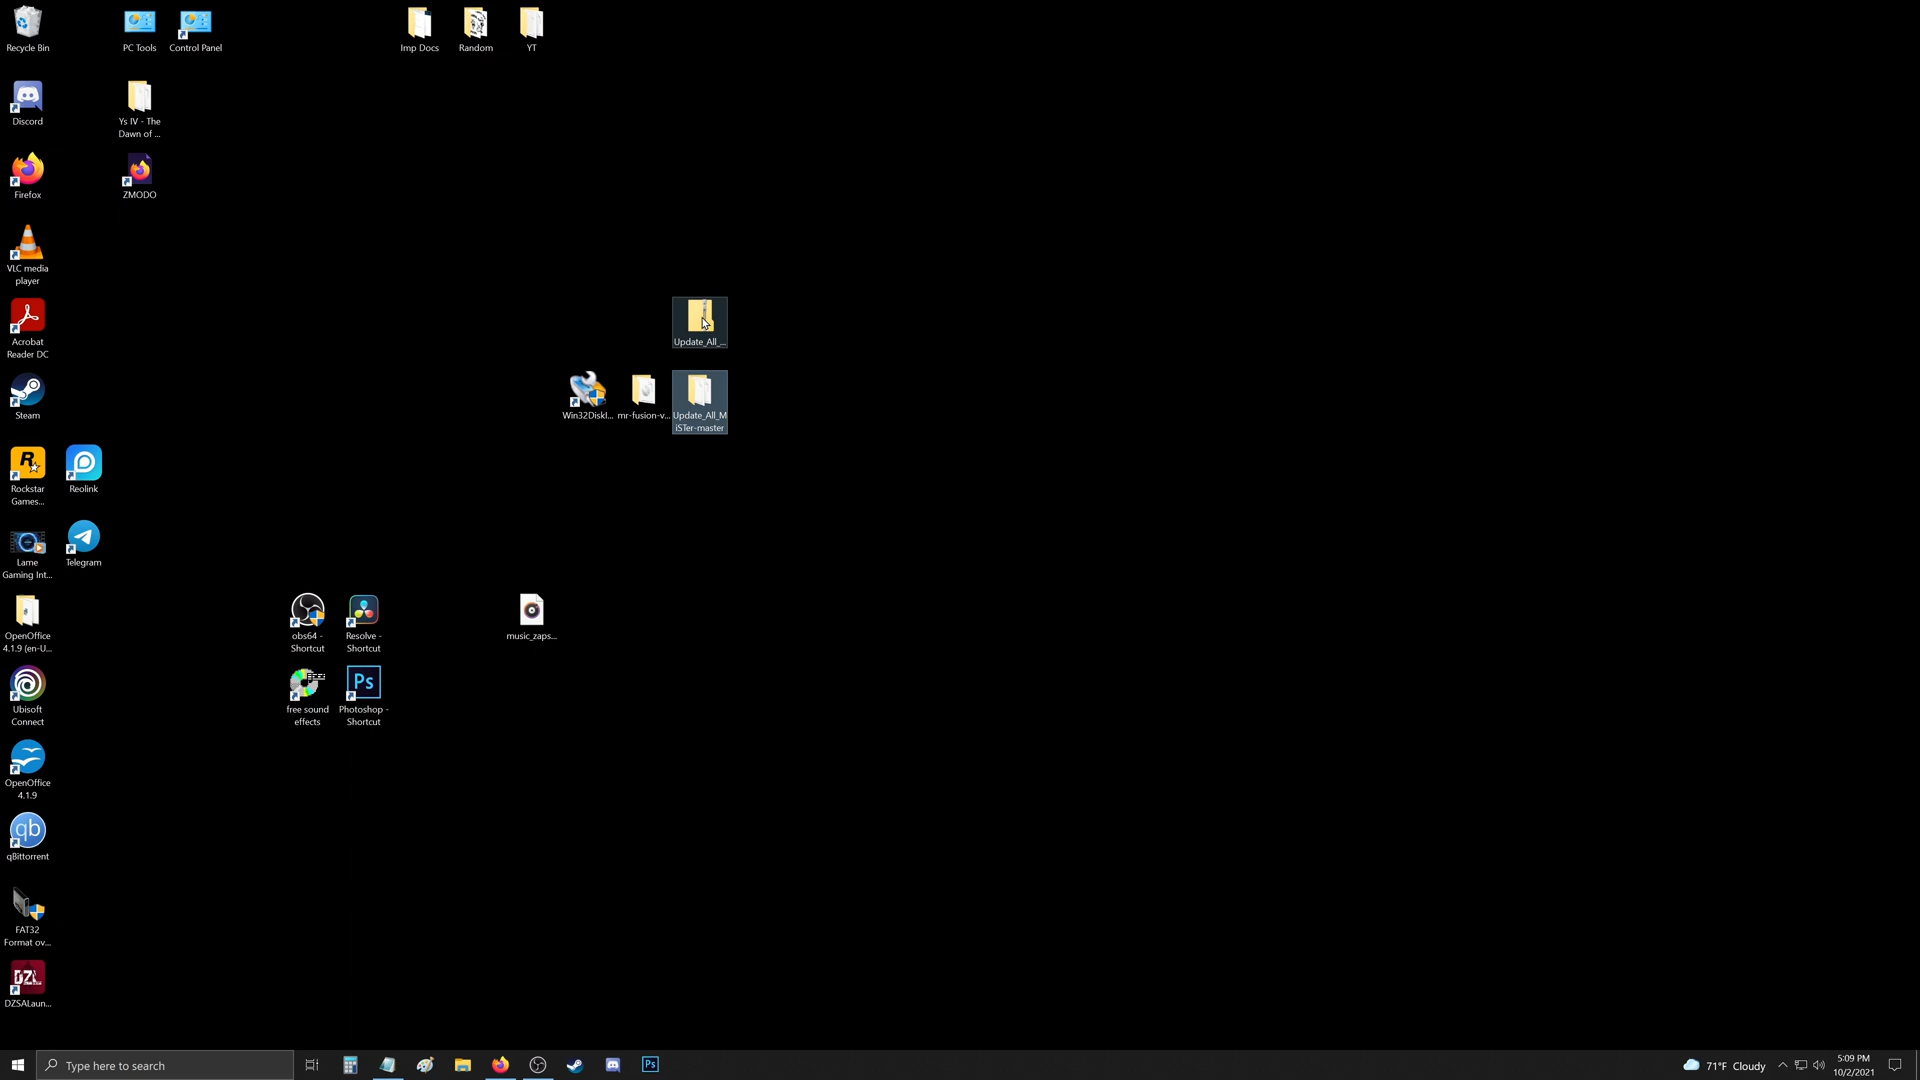 Recycle Bin
PC Tools
Control Panel
Imp Docs
Random
YT
Discord
Ys IV - The
Dawn of ...
Firefox
ZMODO
VLC media
player
Acrobat
Reader DC
Update_All_...
Steam
Win32DiskI...
mr-fusion-v...
Update_All_M
iSTer-master
Rockstar
Games...
Reolink
Lame
Gaming Int...
Telegram
OpenOffice
4.1.9 (en-U...
obs64 -
Shortcut
Resolve -
Shortcut
music_zaps...
Ubisoft
Connect
free sound
effects
Ps
Photoshop -
Shortcut
OpenOffice
4.1.9
qb
qBittorrent
FAT32
Format ov...
DZL
DZSALaun...
Type here to search
Ps
71°F Cloudy
5:09 PM
10/2/2021